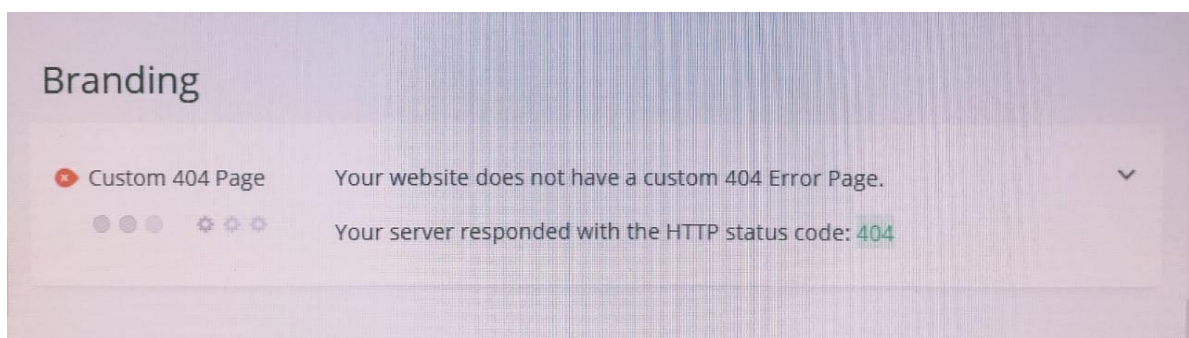 Branding
Custom 404 Page
Your website does not have a custom 404 Error Page.
Your server responded with the HTTP status code: 404